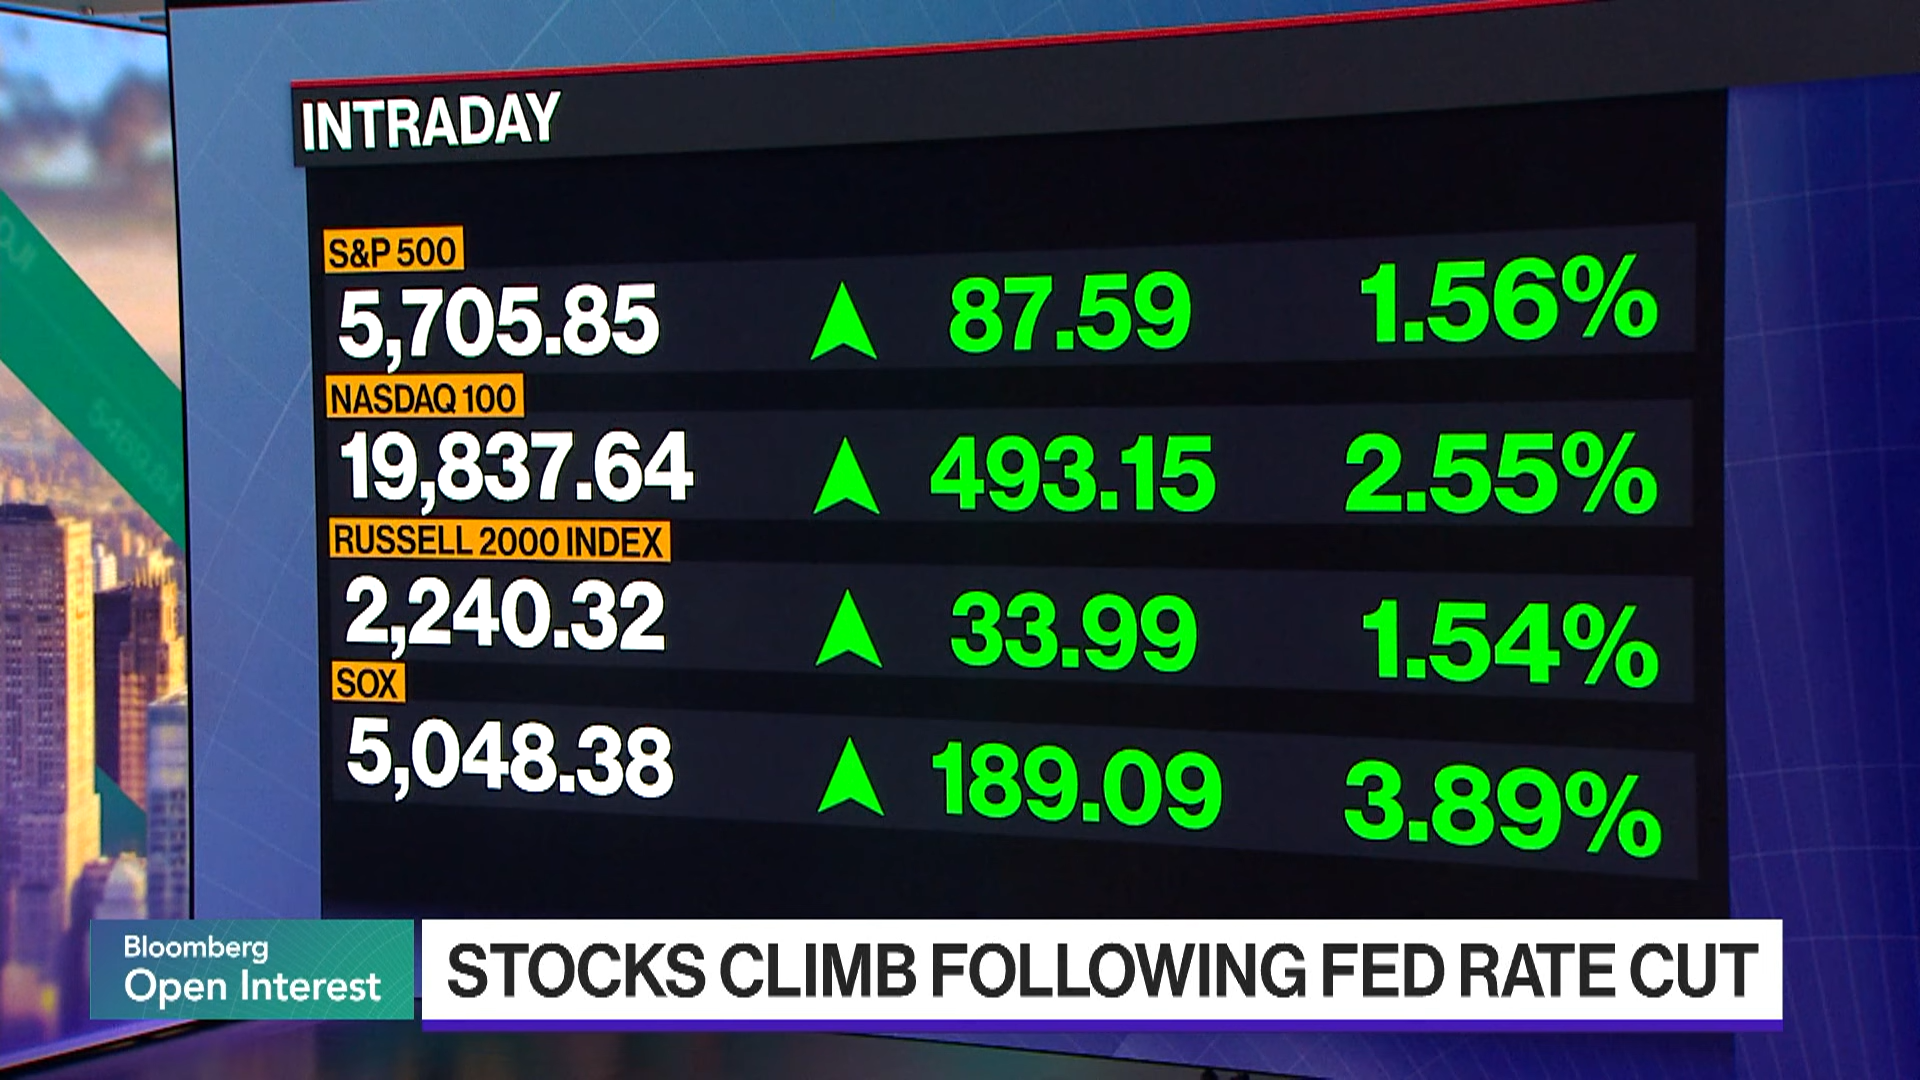 INTRADAY
S&P 500
5,705.85 ▲ 87.59 1.56%
NASDAQ 100
19,837.64 ▲ 493.15 2.55%
RUSSELL 2000 INDEX
2,240.32 ▲ 33.99 1.54%
SOX
5,048.38 ▲ 189.09 3.89%
Bloomberg
Open Interest
STOCKS CLIMB FOLLOWING FED RATE CUT